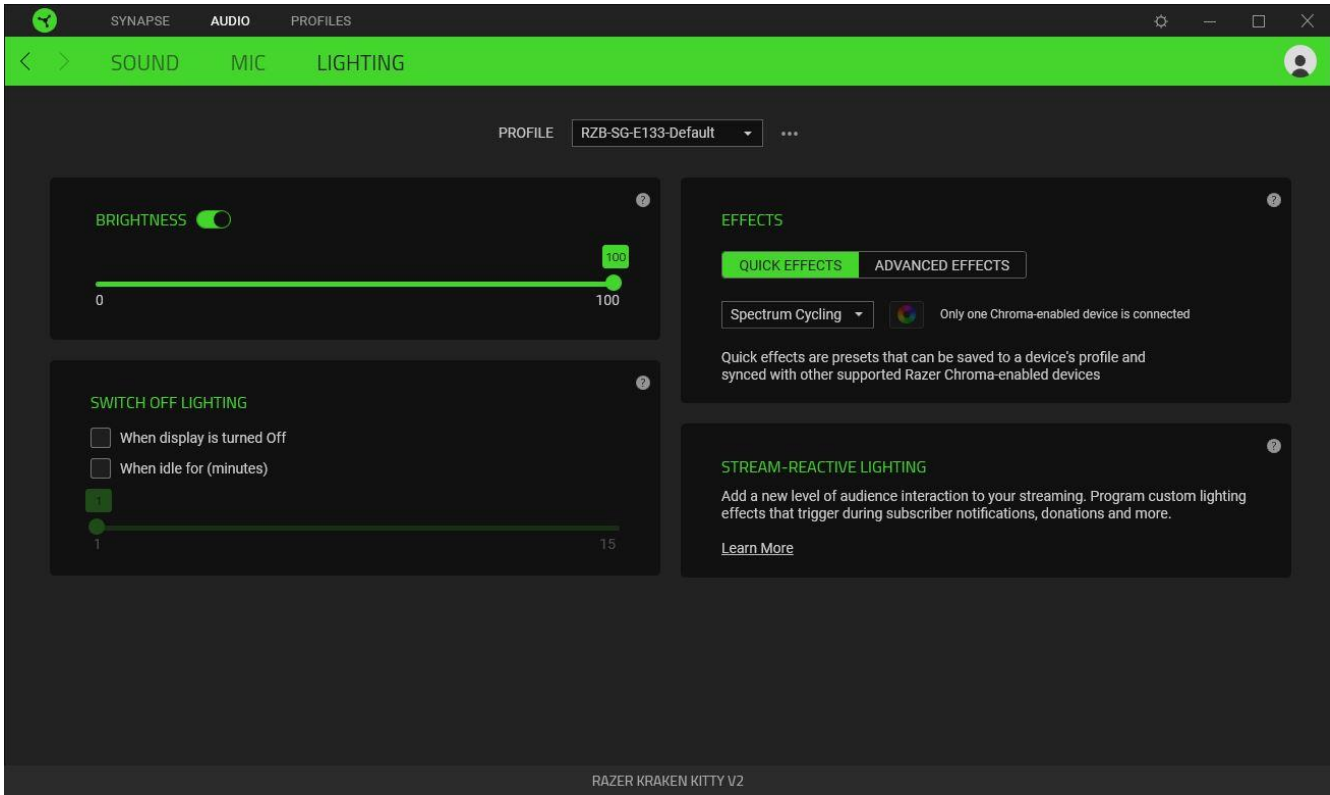 SYNAPSE AUDIO PROFILES
SOUND MIC LIGHTING
PROFILE RZB-SG-E133-Default
BRIGHTNESS
100
0 100
SWITCH OFF LIGHTING
When display is turned Off
When idle for (minutes)
1
1 15
EFFECTS
QUICK EFFECTS ADVANCED EFFECTS
Spectrum Cycling Only one Chroma-enabled device is connected
Quick effects are presets that can be saved to a device's profile and
synced with other supported Razer Chroma-enabled devices
STREAM-REACTIVE LIGHTING
Add a new level of audience interaction to your streaming. Program custom lighting
effects that trigger during subscriber notifications, donations and more.
Learn More
RAZER KRAKEN KITTY V2